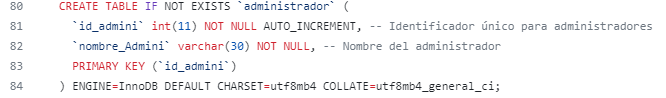 80 CREATE TABLE IF NOT EXISTS `administrador` (
81 `id_admini` int(11) NOT NULL AUTO_INCREMENT, -- Identificador único para administradores
82 `nombre_Admini` varchar(30) NOT NULL, -- Nombre del administrador
83 PRIMARY KEY (`id_admini`)
84 ) ENGINE=InnoDB DEFAULT CHARSET=utf8mb4 COLLATE=utf8mb4_general_ci;